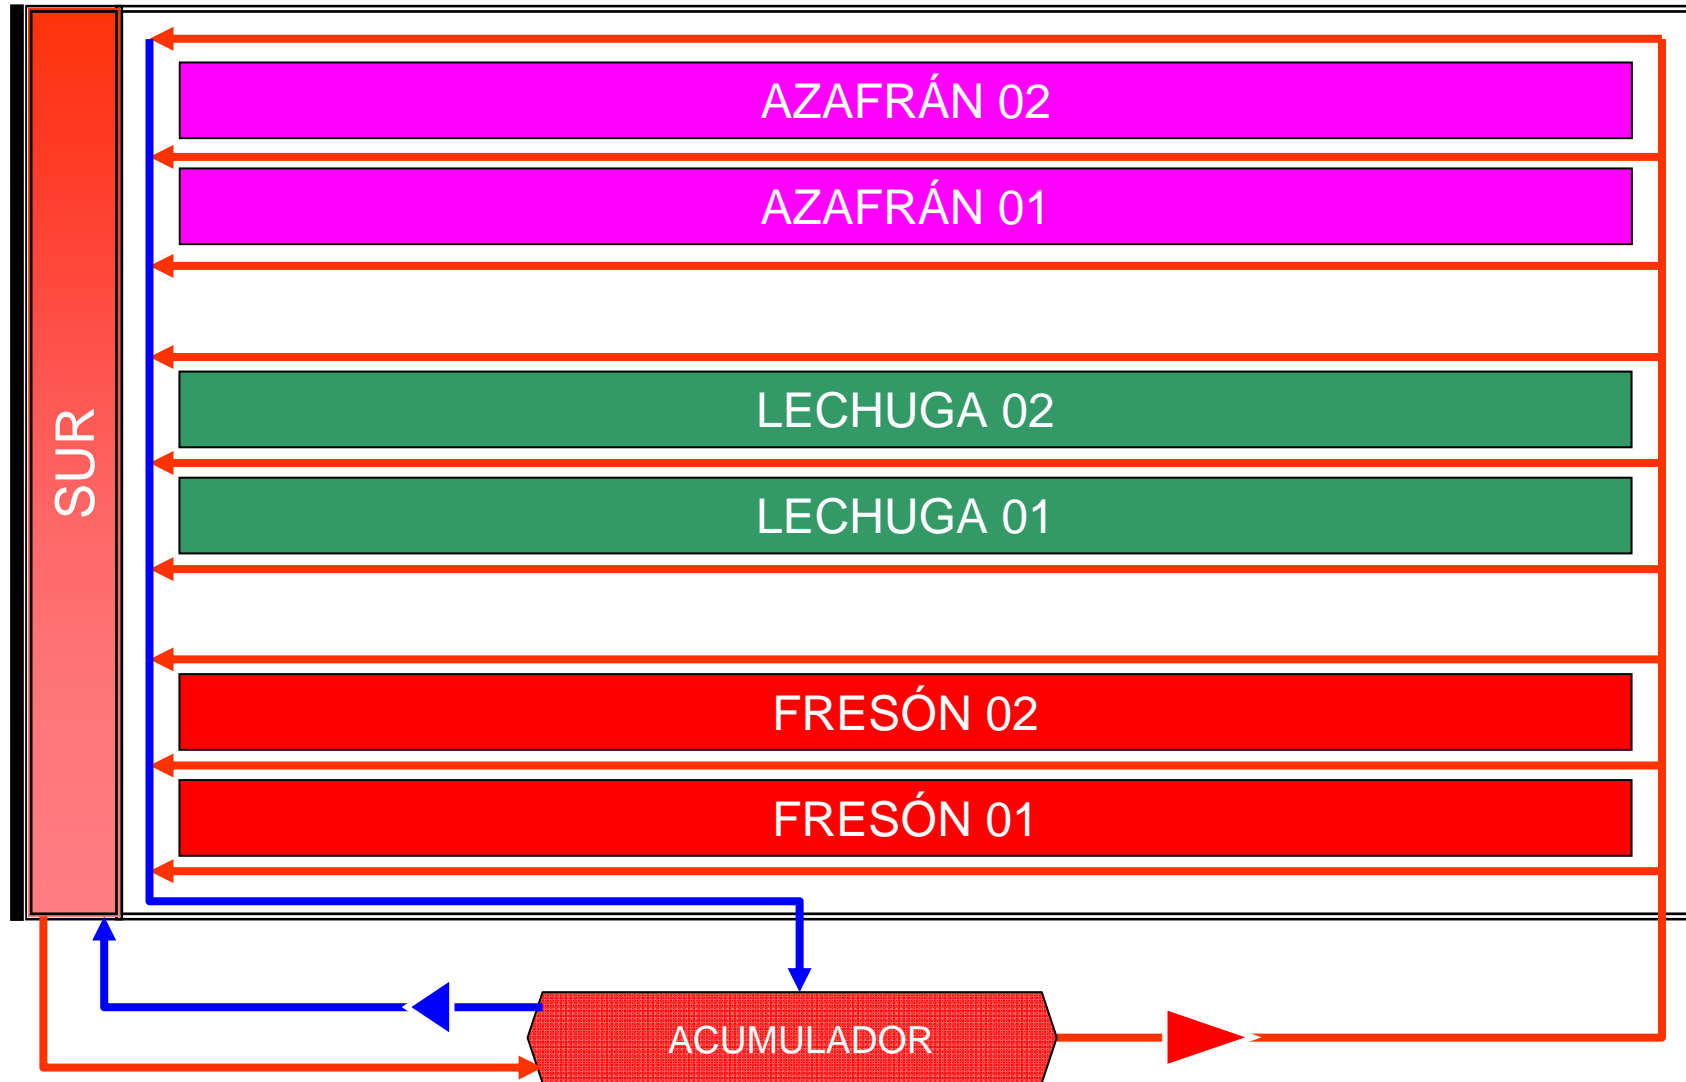 AZAFRÁN 02
AZAFRÁN 01
SUR
LECHUGA 02
LECHUGA 01
FRESÓN 02
FRESÓN 01
ACUMULADOR